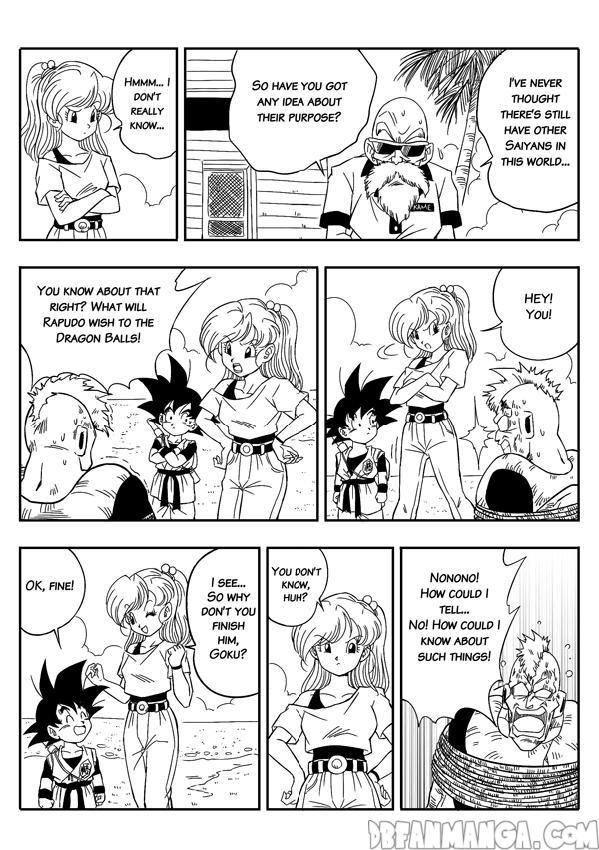 I'VE NEVER
THOUGHT
THERE'S STILL
HAVE OTHER
SAIYANS
IN THIS
WORLD...
SO HAVE YOU GOT
ANY IDEA ABOUT
THEIR PURPOSE?
KAME
HMMM... I
DON'T
REALLY
KNOW...
HEY!
YOU!
YOU KNOW ABOUT THAT
RIGHT? WHAT WILL
RAPUDO WISH TO THE
DRAGON BALLS!
NONONO!
HOW COULD I
TELL...
NO! HOW COULD I
KNOW ABOUT
SUCH THINGS!
YOU DON'T
KNOW,
HUH?
I SEE...
SO WHY
DON'T YOU
FINISH
HIM,
GOKU?
OK, FINE!
DBFANMANGA.COM